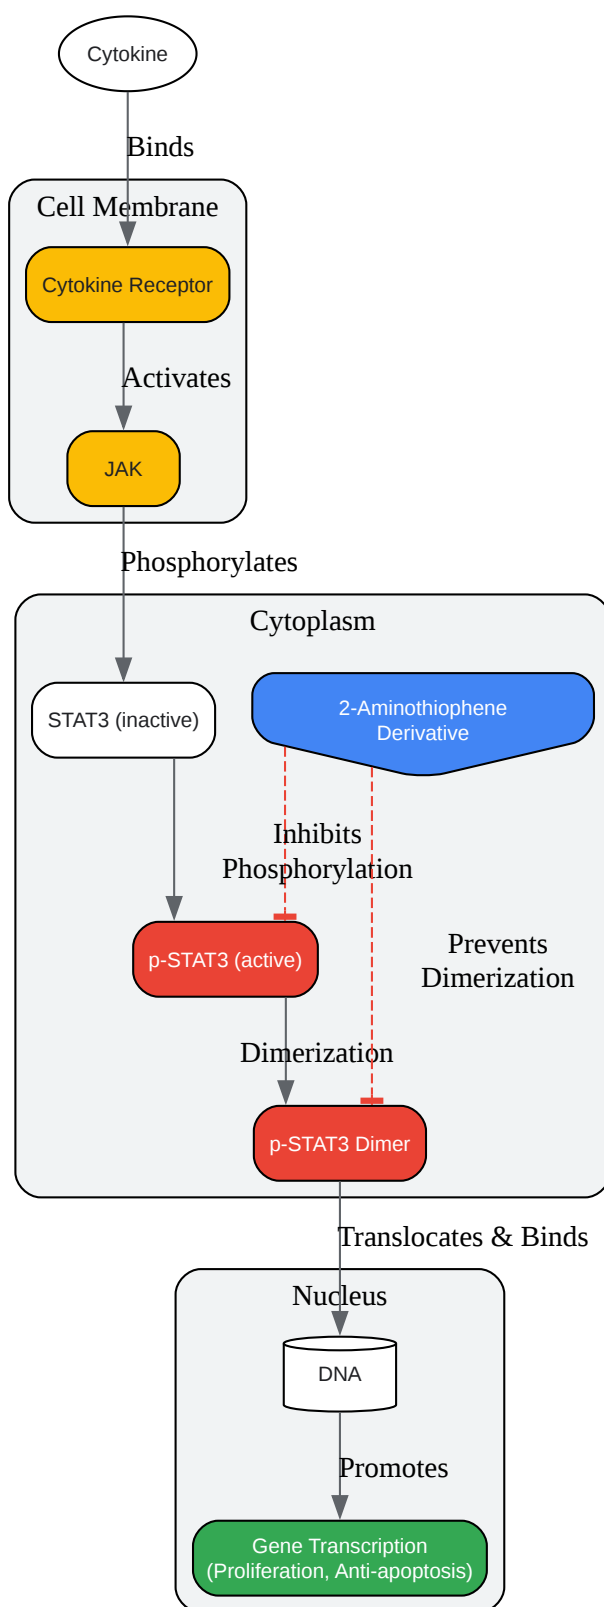 Cytokine
Binds
Cell Membrane
Cytokine Receptor
Activates
JAK
Phosphorylates
Cytoplasm
STAT3 (inactive)
2-Aminothiophene
Derivative
Inhibits
Phosphorylation
p-STAT3 (active)
Prevents
Dimerization
Dimerization
p-STAT3 Dimer
Translocates & Binds
Nucleus
DNA
Promotes
Gene Transcription
(Proliferation, Anti-apoptosis)